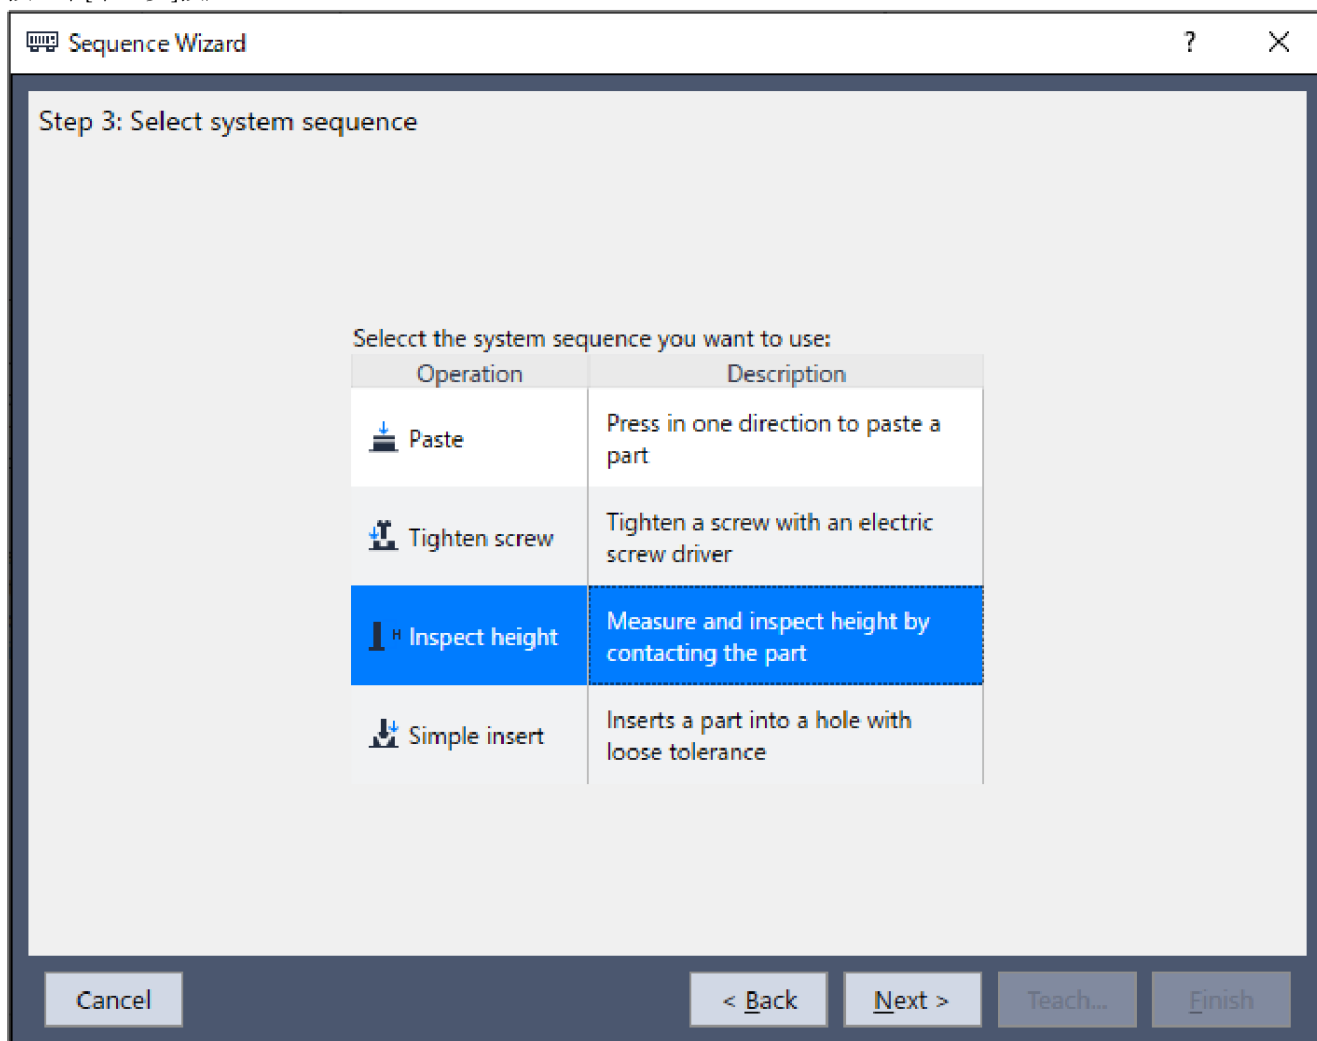 Sequence Wizard ?
Step 3: Select system sequence
Selecct the system sequence you want to use:
Operation Description
Paste Press in one direction to paste a
part
Tighten screw Tighten a screw with an electric
screw driver
H Inspect height Measure and inspect height by
contacting the part
Simple insert Inserts a part into a hole with
loose tolerance
Cancel < Back Next > Teach... Finish